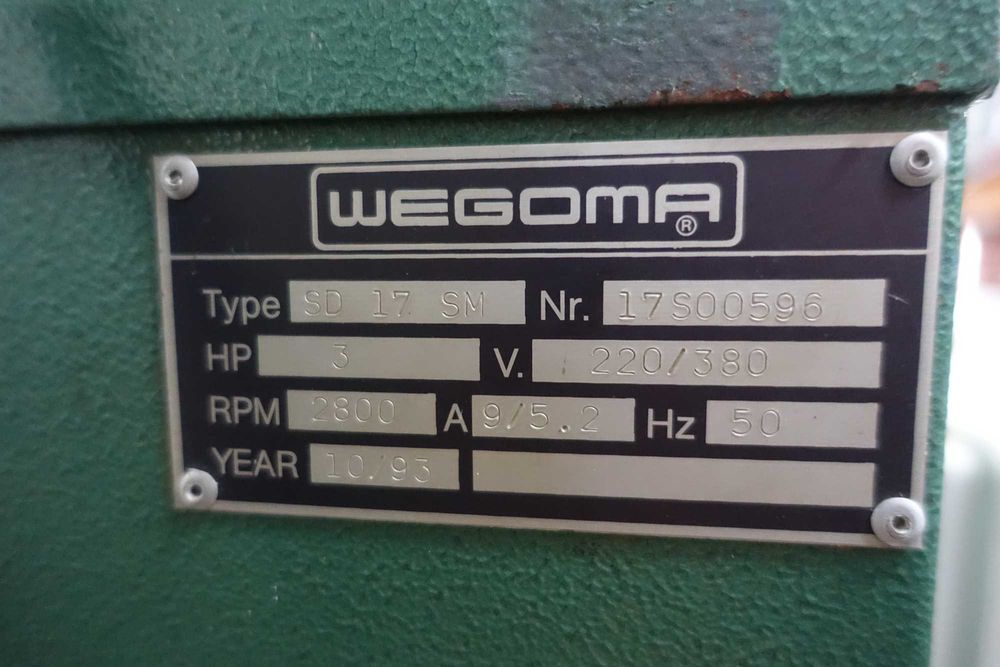 WEGOMA ®
Type SD 17 SM Nr. 17S00596
HP 3 V. 220/380
RPM 2800 A 9/5.2 Hz 50
YEAR 10/93